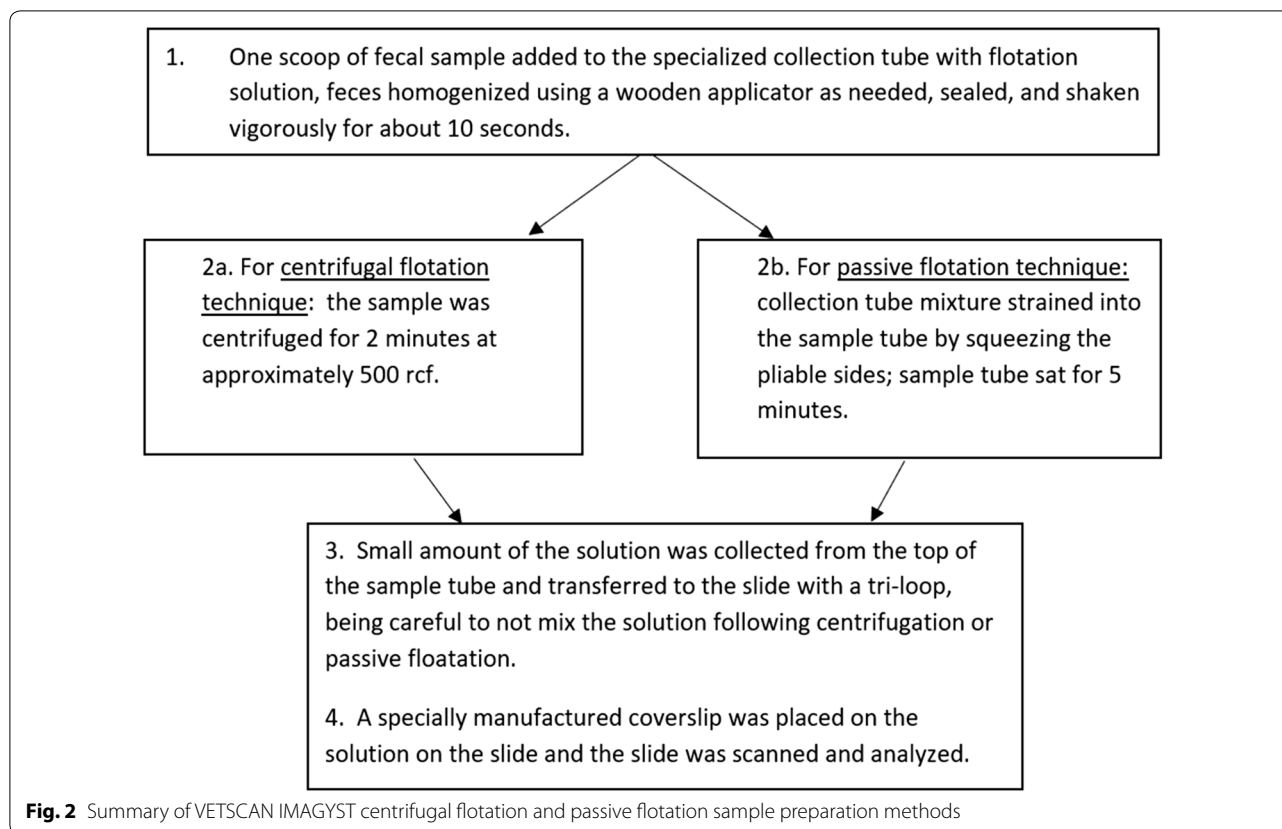 1. One scoop of fecal sample added to the specialized collection tube with flotation
solution, feces homogenized using a wooden applicator as needed, sealed, and shaken
vigorously for about 10 seconds.
2a. For centrifugal flotation
technique: the sample was
centrifuged for 2 minutes at
approximately 500 rcf.
2b. For passive flotation technique:
collection tube mixture strained into
the sample tube by squeezing the
pliable sides; sample tube sat for 5
minutes.
3. Small amount of the solution was collected from the top of
the sample tube and transferred to the slide with a tri-loop,
being careful to not mix the solution following centrifugation or
passive floatation.
4. A specially manufactured coverslip was placed on the
solution on the slide and the slide was scanned and analyzed.
Fig. 2 Summary of VETSCAN IMAGYST centrifugal flotation and passive flotation sample preparation methods